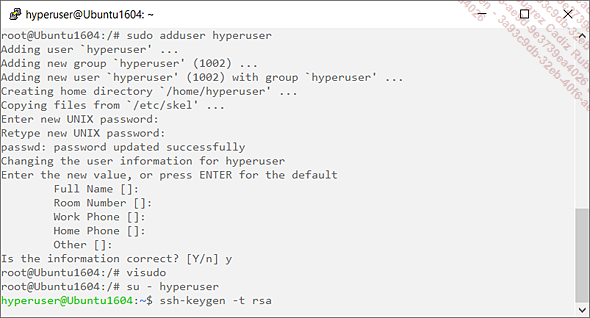 hyperuser@Ubuntu1604: ~
root@Ubuntu1604:/# sudo adduser hyperuser
Adding user `hyperuser' ...
Adding new group `hyperuser' (1002) ...
Adding new user `hyperuser' (1002) with group `hyperuser' ...
Creating home directory `/home/hyperuser' ...
Copying files from `/etc/skel' ...
Enter new UNIX password:
Retype new UNIX password:
passwd: password updated successfully
Changing the user information for hyperuser
Enter the new value, or press ENTER for the default
Full Name []:
Room Number []:
Work Phone []:
Home Phone []:
Other []:
Is the information correct? [Y/n] y
root@Ubuntu1604:/# visudo
root@Ubuntu1604:/# su - hyperuser
hyperuser@Ubuntu1604:~$ ssh-keygen -t rsa